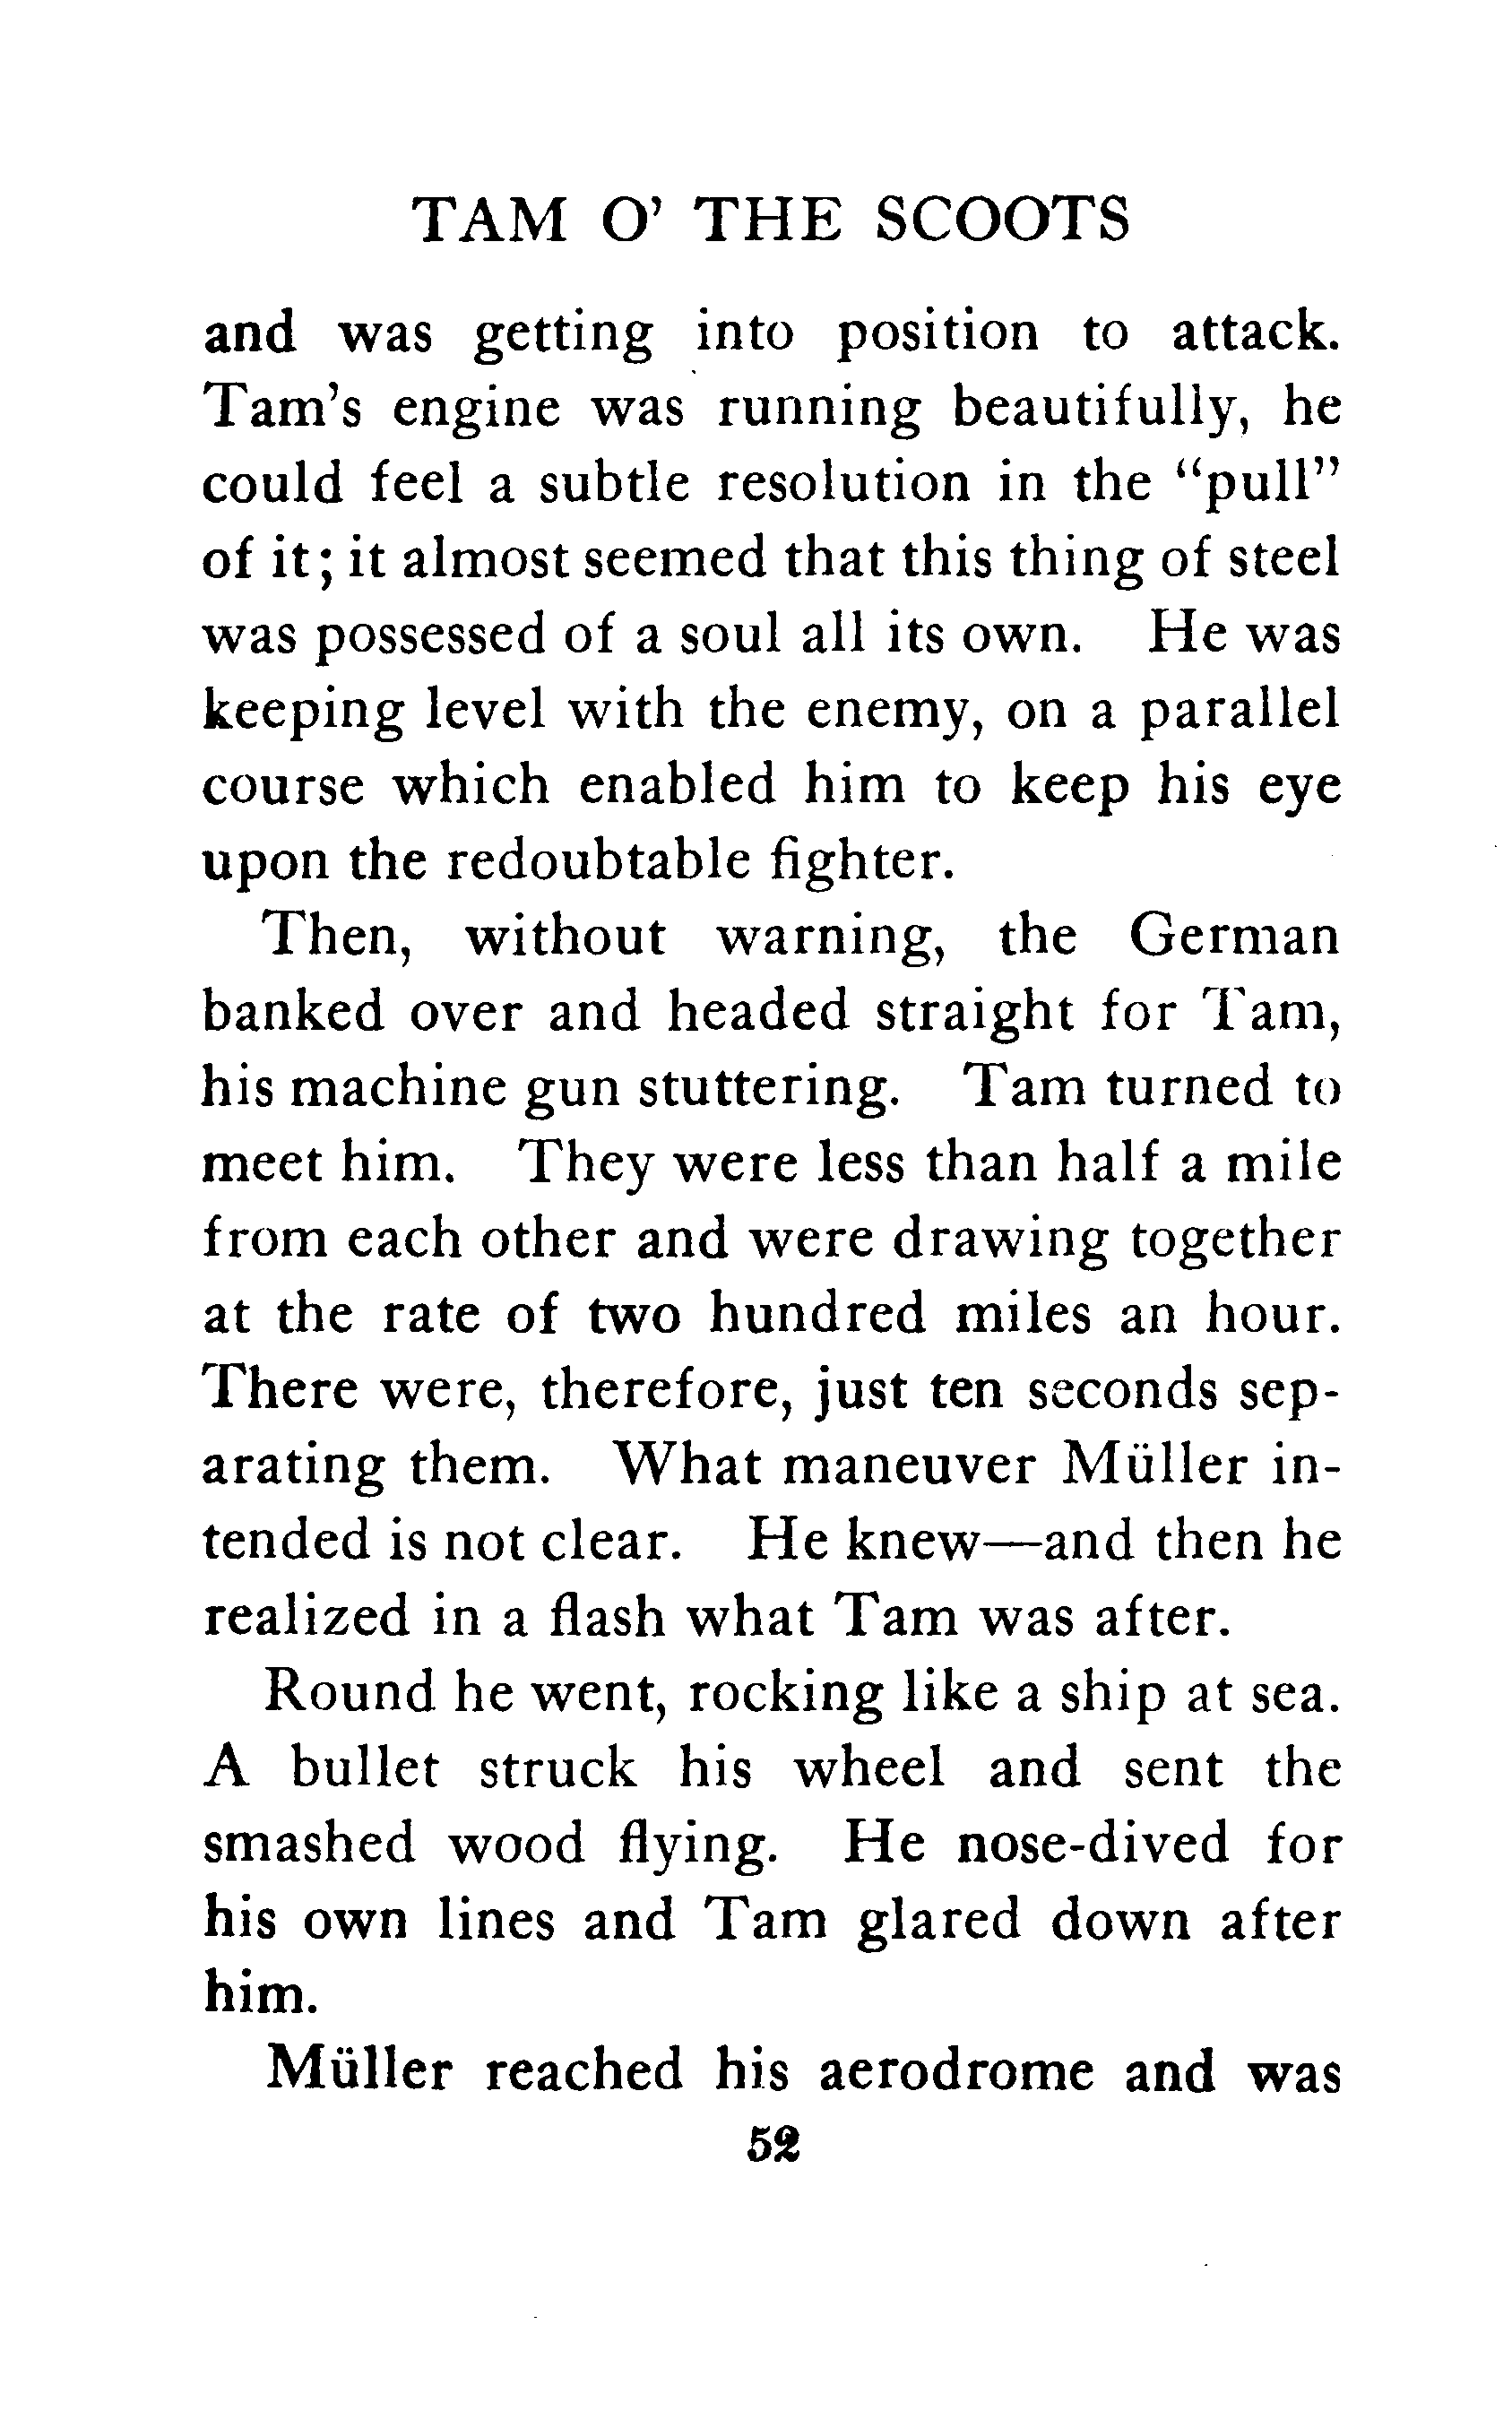 TAM O' THE SCOOTS
and was getting into position to attack.
Tam's engine was running beautifully, he
could feel a subtle resolution in the "pull"
of it; it almost seemed that this thing of steel
was possessed of a soul all its own. He was
keeping level with the enemy, on a parallel
course which enabled him to keep his eye
upon the redoubtable fighter.
Then, without warning, the German
banked over and headed straight for Tam,
his machine gun stuttering. Tam turned to
meet him. They were less than half a mile
from each other and were drawing together
at the rate of two hundred miles an hour.
There were, therefore, just ten seconds sep-
arating them. What maneuver Müller in-
tended is not clear. He knew—and then he
realized in a flash what Tam was after.
Round he went, rocking like a ship at sea.
A bullet struck his wheel and sent the
smashed wood flying. He nose-dived for
his own lines and Tam glared down after
him.
Müller reached his aerodrome and was
52